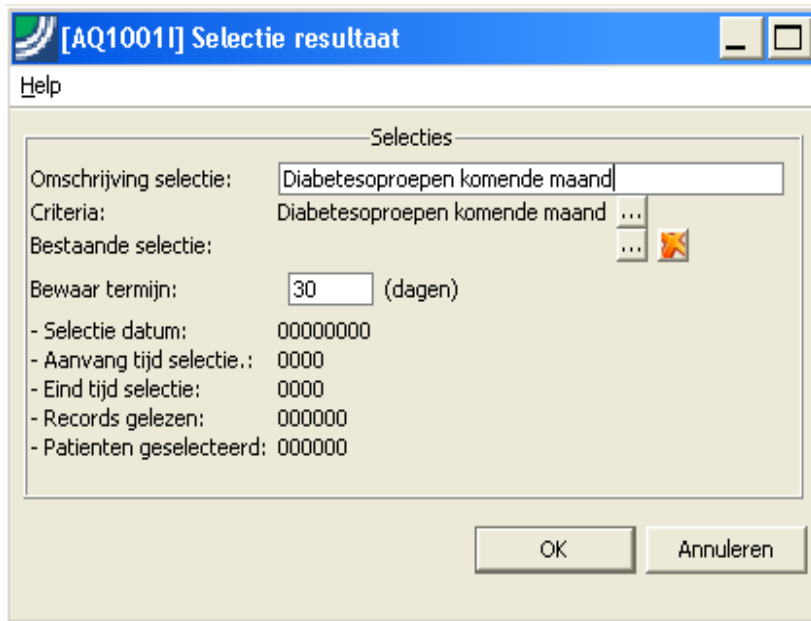 [AQ1001I] Selectie resultaat
Help
Selecties
Omschrijving selectie: Diabetesoproepen komende maand
Criteria: Diabetesoproepen komende maand ...
Bestaande selectie: ...
Bewaar termijn: 30 (dagen)
- Selectie datum: 00000000
- Aanvang tijd selectie.: 0000
- Eind tijd selectie: 0000
- Records gelezen: 000000
- Patienten geselecteerd: 000000
OK Annuleren